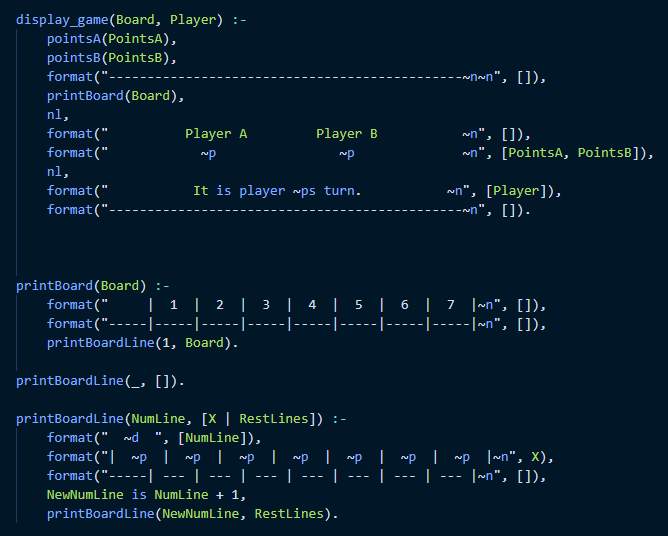 display_game(Board, Player) :-
    pointsA(PointsA),
    pointsB(PointsB),
    format("----------------------------------------------~n~n", []),
    printBoard(Board),
    nl,
    format("          Player A         Player B           ~n", []),
    format("            ~p                ~p              ~n", [PointsA, PointsB]),
    nl,
    format("           It is player ~ps turn.           ~n", [Player]),
    format("----------------------------------------------~n", []).
printBoard(Board) :-
    format("     |  1  |  2  |  3  |  4  |  5  |  6  |  7  |~n", []),
    format("-----|-----|-----|-----|-----|-----|-----|-----|~n", []),
    printBoardLine(1, Board).
printBoardLine(_, []).
printBoardLine(NumLine, [X | RestLines]) :-
    format("  ~d  ", [NumLine]),
    format("|  ~p  |  ~p  |  ~p  |  ~p  |  ~p  |  ~p  |  ~p  |~n", X),
    format("-----| --- | --- | --- | --- | --- | --- | --- |~n", []),
    NewNumLine is NumLine + 1,
    printBoardLine(NewNumLine, RestLines).